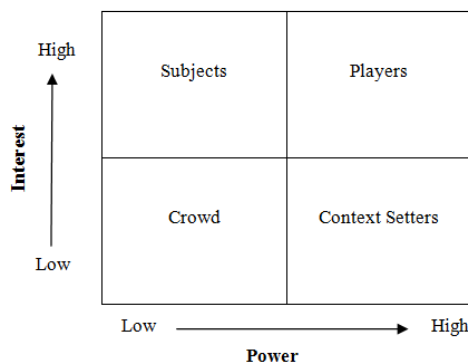 High
Subjects
Players
Interest
Crowd
Context Setters
Low
Low
High
Power